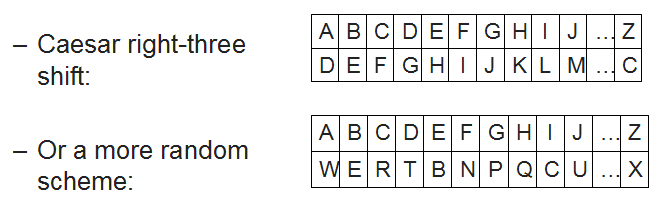 – Caesar right-three
shift:
A B C D E F G H I J ... Z
D E F G H I J K L M ... C
– Or a more random
scheme:
A B C D E F G H I J ... Z
W E R T B N P Q C U ... X